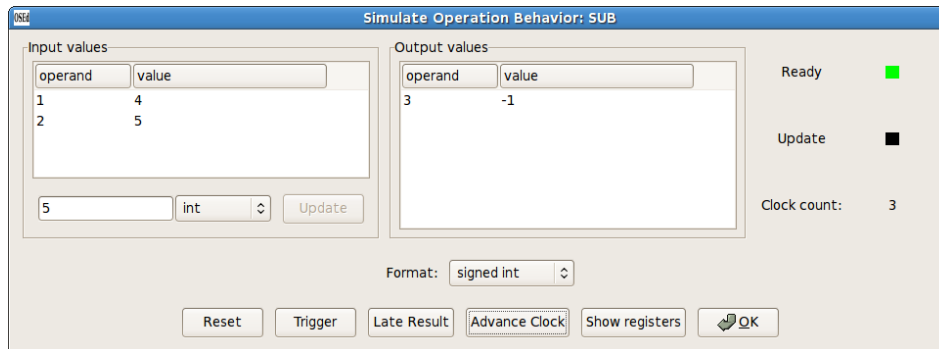 OSEd
Simulate Operation Behavior: SUB
Input values
operand value
1 4
2 5
5 int Update
Output values
operand value
3 -1
Ready
Update
Clock count: 3
Format: signed int
Reset Trigger Late Result Advance Clock Show registers OK